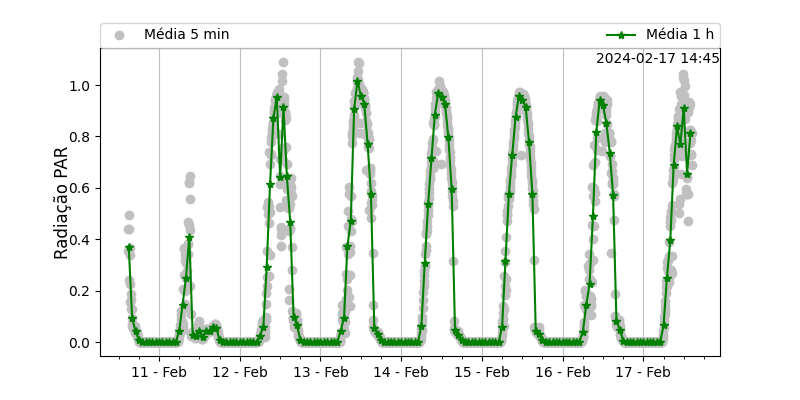 Média 5 min
Média 1 h
2024-02-17 14:45
Radiação PAR
1.0
0.8
0.6
0.4
0.2
0.0
11 - Feb
12 - Feb
13 - Feb
14 - Feb
15 - Feb
16 - Feb
17 - Feb